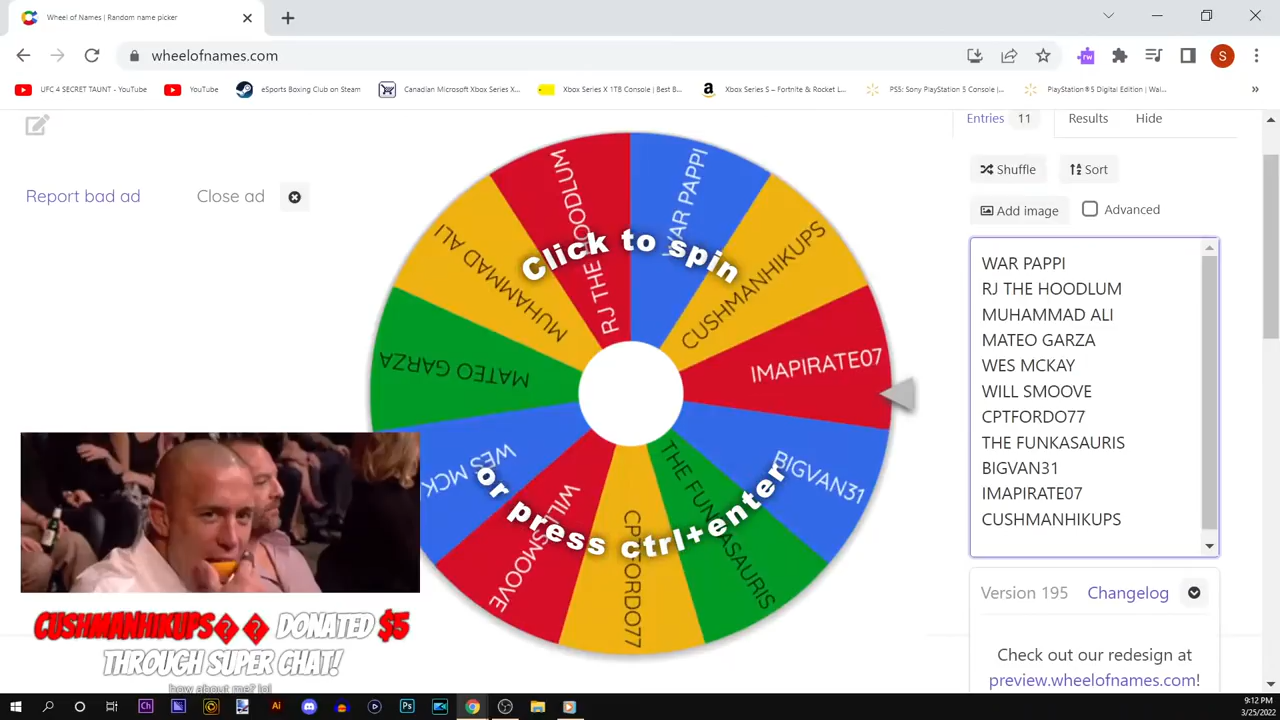 Wheel of Names | Random name picker
wheelofnames.com
UFC 4 SECRET TAUNT - YouTube
YouTube
eSports Boxing Club on Steam
Canadian Microsoft Xbox Series X...
Xbox Series X 1TB Console | Best B...
Xbox Series S – Fortnite & Rocket L...
PS5: Sony PlayStation 5 Console |...
PlayStation®5 Digital Edition | Wal...
Entries 11
Results
Hide
Report bad ad
Close ad
Shuffle
Sort
Add image
Advanced
WAR PAPPI
RJ THE HOODLUM
MUHAMMAD ALI
MATEO GARZA
WES MCKAY
WILL SMOOVE
CPTFORDO77
THE FUNKASAURIS
BIGVAN31
IMAPIRATE07
CUSHMANHIKUPS
Click to spin
or press ctrl+enter
WAR PAPPI
CUSHMANHIKUPS
IMAPIRATE07
BIGVAN31
THE FUNKASAURIS
CPTFORDO77
WILL SMOOVE
WES MCK
MATEO GARZA
MUHAMMAD ALI
RJ THE HOODLUM
Version 195
Changelog
Check out our redesign at
preview.wheelofnames.com!
CUSHMANHIKUPS�� DONATED $5
THROUGH SUPER CHAT!
how about me? lol
9:12 PM
3/25/2022